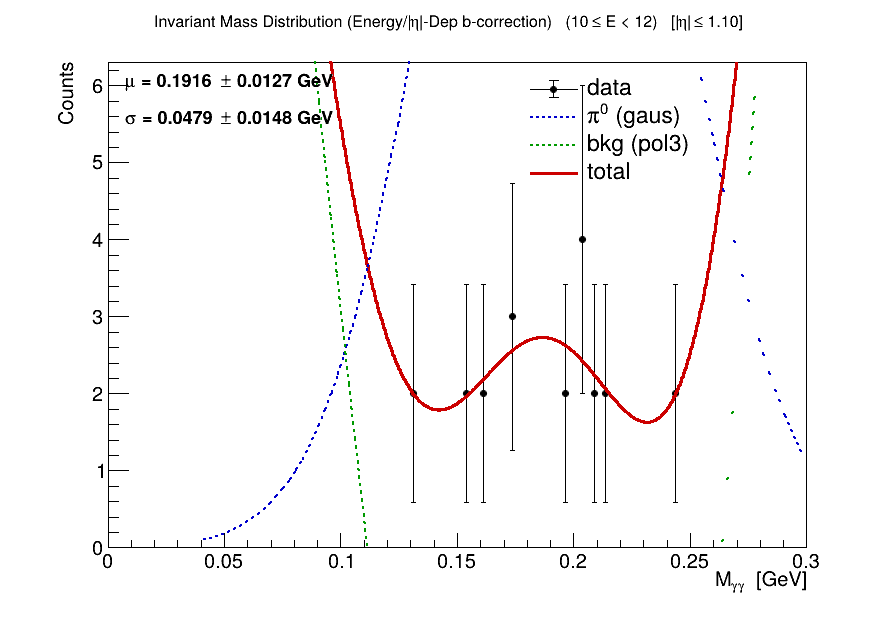 Invariant Mass Distribution (Energy/|η|-Dep b-correction) (10 ≤ E < 12) [|η| ≤ 1.10]
Counts
μ = 0.1916 ± 0.0127 GeV
σ = 0.0479 ± 0.0148 GeV
data
π⁰ (gaus)
bkg (pol3)
total
6
5
4
3
2
1
0
0 0.05 0.1 0.15 0.2 0.25 0.3
Mγγ [GeV]